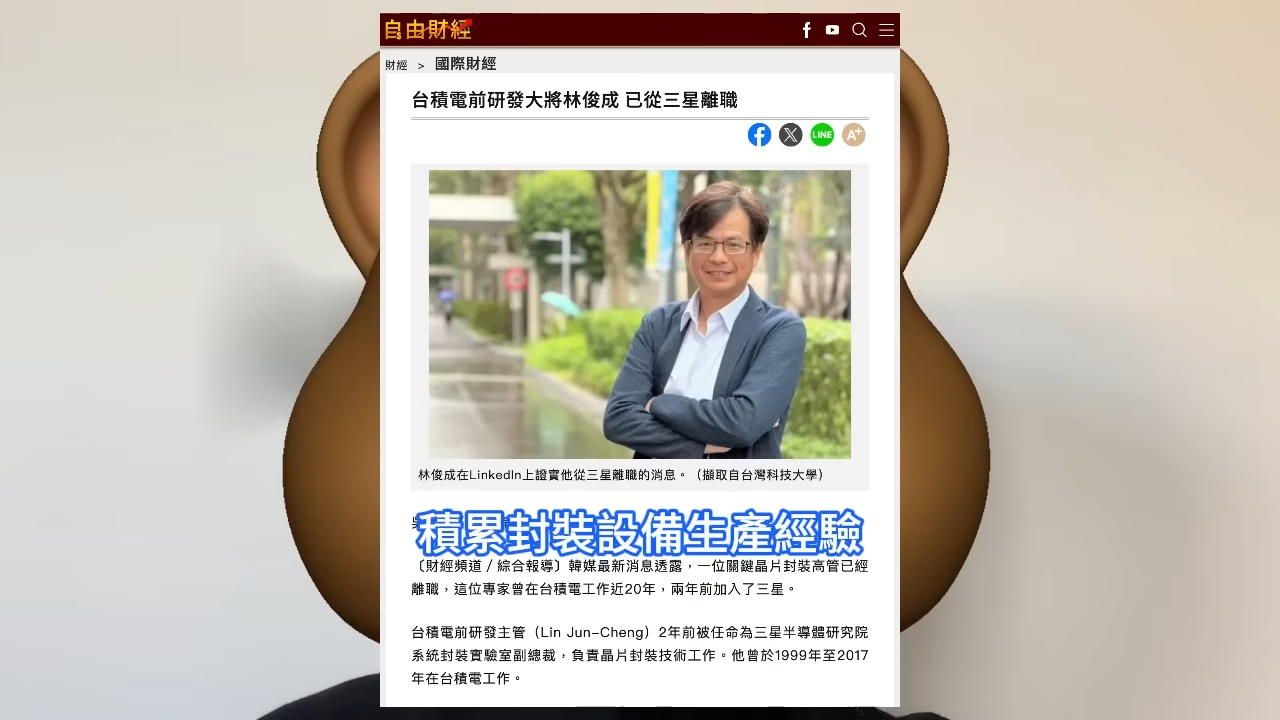 自由財經
財經 > 國際財經
台積電前研發大將林俊成 已從三星離職
LINE
A+
林俊成在LinkedIn上證實他從三星離職的消息。（擷取自台灣科技大學）
積累封裝設備生產經驗
〔財經頻道／綜合報導〕韓媒最新消息透露，一位關鍵晶片封裝高管已經
離職，這位專家曾在台積電工作近20年，兩年前加入了三星。
台積電前研發主管（Lin Jun-Cheng）2年前被任命為三星半導體研究院
系統封裝實驗室副總裁，負責晶片封裝技術工作。他曾於1999年至2017
年在台積電工作。